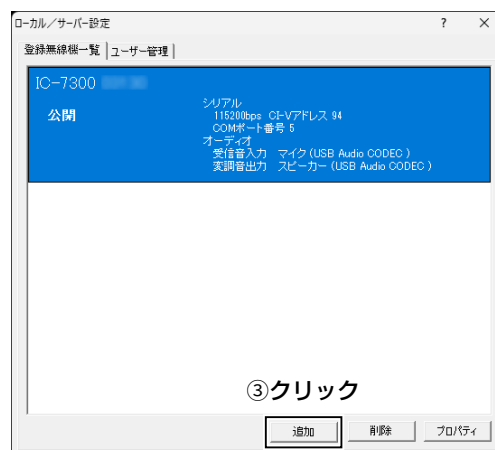 ローカル／サーバー設定 ? ×
登録無線機一覧 ユーザー管理
IC-7300
公開
シリアル
115200bps CI-Vアドレス 94
COMポート番号 5
オーディオ
受信音入力 マイク (USB Audio CODEC )
変調音出力 スピーカー (USB Audio CODEC )
③クリック
追加 削除 プロパティ